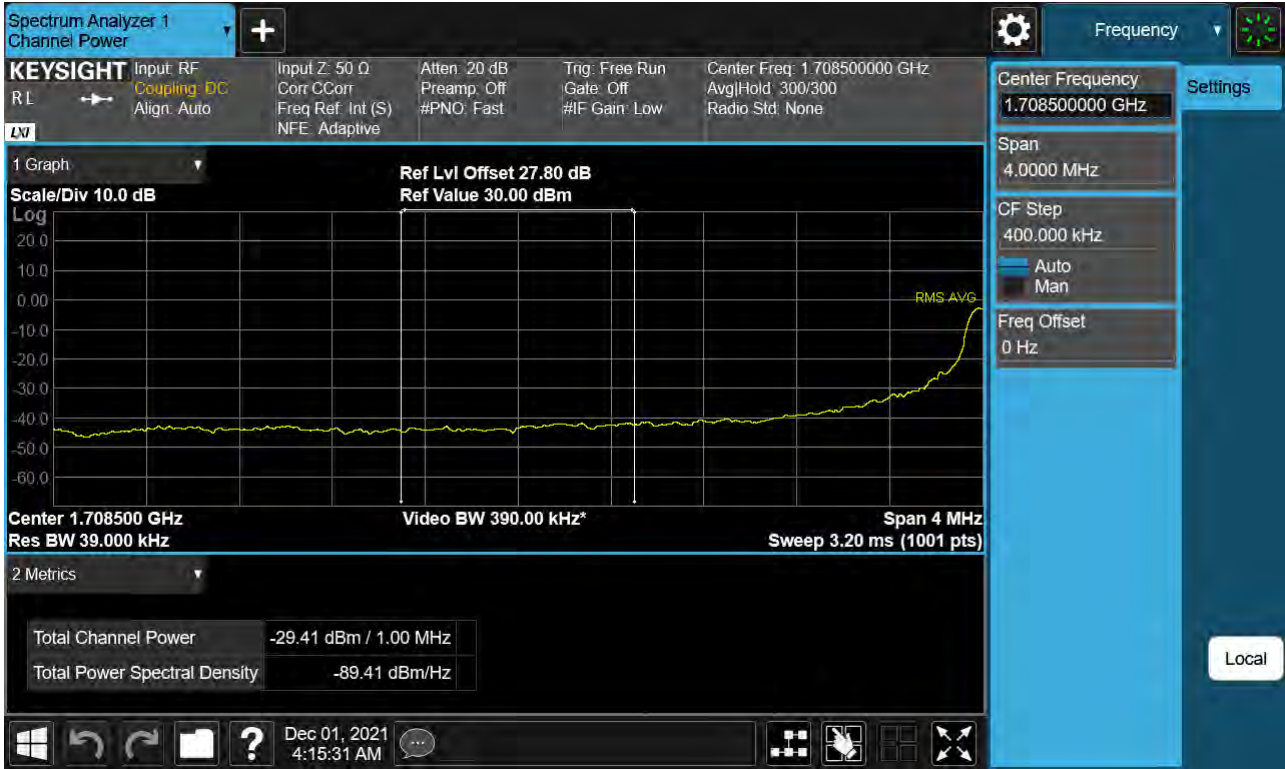 Spectrum Analyzer 1
Channel Power
Frequency
KEYSIGHT
R L
LXI
Input: RF
Coupling: DC
Align: Auto
Input Z: 50 Ω
Corr CCorr
Freq Ref: Int (S)
NFE: Adaptive
Atten: 20 dB
Preamp: Off
#PNO: Fast
Trig: Free Run
Gate: Off
#IF Gain: Low
Center Freq: 1.708500000 GHz
Avg|Hold: 300/300
Radio Std: None
1 Graph
Scale/Div 10.0 dB
Ref Lvl Offset 27.80 dB
Ref Value 30.00 dBm
Log
20.0
10.0
0.00
-10.0
-20.0
-30.0
-40.0
-50.0
-60.0
RMS AVG
Center 1.708500 GHz
Video BW 390.00 kHz*
Span 4 MHz
Res BW 39.000 kHz
Sweep 3.20 ms (1001 pts)
2 Metrics
Total Channel Power -29.41 dBm / 1.00 MHz
Total Power Spectral Density -89.41 dBm/Hz
Center Frequency
1.708500000 GHz
Settings
Span
4.0000 MHz
CF Step
400.000 kHz
Auto
Man
Freq Offset
0 Hz
Local
?
Dec 01, 2021
4:15:31 AM